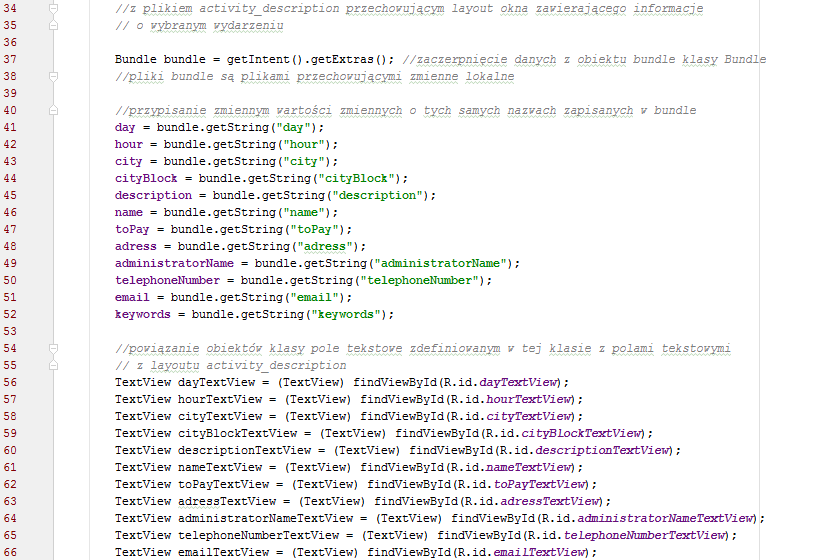 34 //z plikiem activity_description przechowującym layout okna zawierającego informacje
35 // o wybranym wydarzeniu
36
37 Bundle bundle = getIntent().getExtras(); //zaczerpnięcie danych z obiektu bundle klasy Bundle
38 //pliki bundle są plikami przechowującymi zmienne lokalne
39
40 //przypisanie zmiennym wartości zmiennych o tych samych nazwach zapisanych w bundle
41 day = bundle.getString("day");
42 hour = bundle.getString("hour");
43 city = bundle.getString("city");
44 cityBlock = bundle.getString("cityBlock");
45 description = bundle.getString("description");
46 name = bundle.getString("name");
47 toPay = bundle.getString("toPay");
48 adress = bundle.getString("adress");
49 administratorName = bundle.getString("administratorName");
50 telephoneNumber = bundle.getString("telephoneNumber");
51 email = bundle.getString("email");
52 keywords = bundle.getString("keywords");
53
54 //powiązanie obiektów klasy pole tekstowe zdefiniowanym w tej klasie z polami tekstowymi
55 // z layoutu activity_description
56 TextView dayTextView = (TextView) findViewById(R.id.dayTextView);
57 TextView hourTextView = (TextView) findViewById(R.id.hourTextView);
58 TextView cityTextView = (TextView) findViewById(R.id.cityTextView);
59 TextView cityBlockTextView = (TextView) findViewById(R.id.cityBlockTextView);
60 TextView descriptionTextView = (TextView) findViewById(R.id.descriptionTextView);
61 TextView nameTextView = (TextView) findViewById(R.id.nameTextView);
62 TextView toPayTextView = (TextView) findViewById(R.id.toPayTextView);
63 TextView adressTextView = (TextView) findViewById(R.id.adressTextView);
64 TextView administratorNameTextView = (TextView) findViewById(R.id.administratorNameTextView);
65 TextView telephoneNumberTextView = (TextView) findViewById(R.id.telephoneNumberTextView);
66 TextView emailTextView = (TextView) findViewById(R.id.emailTextView);